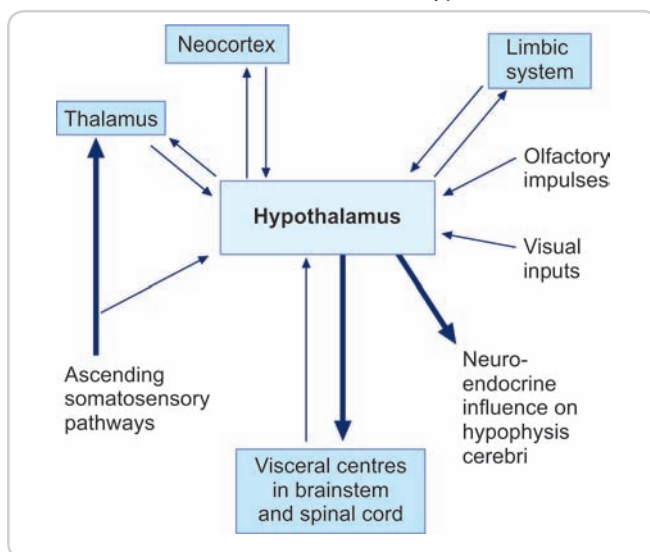 Neocortex
Limbic
system
Thalamus
Olfactory
impulses
Hypothalamus
Visual
inputs
Ascending
somatosensory
pathways
Neuro-
endocrine
influence on
hypophysis
cerebri
Visceral centres
in brainstem
and spinal cord